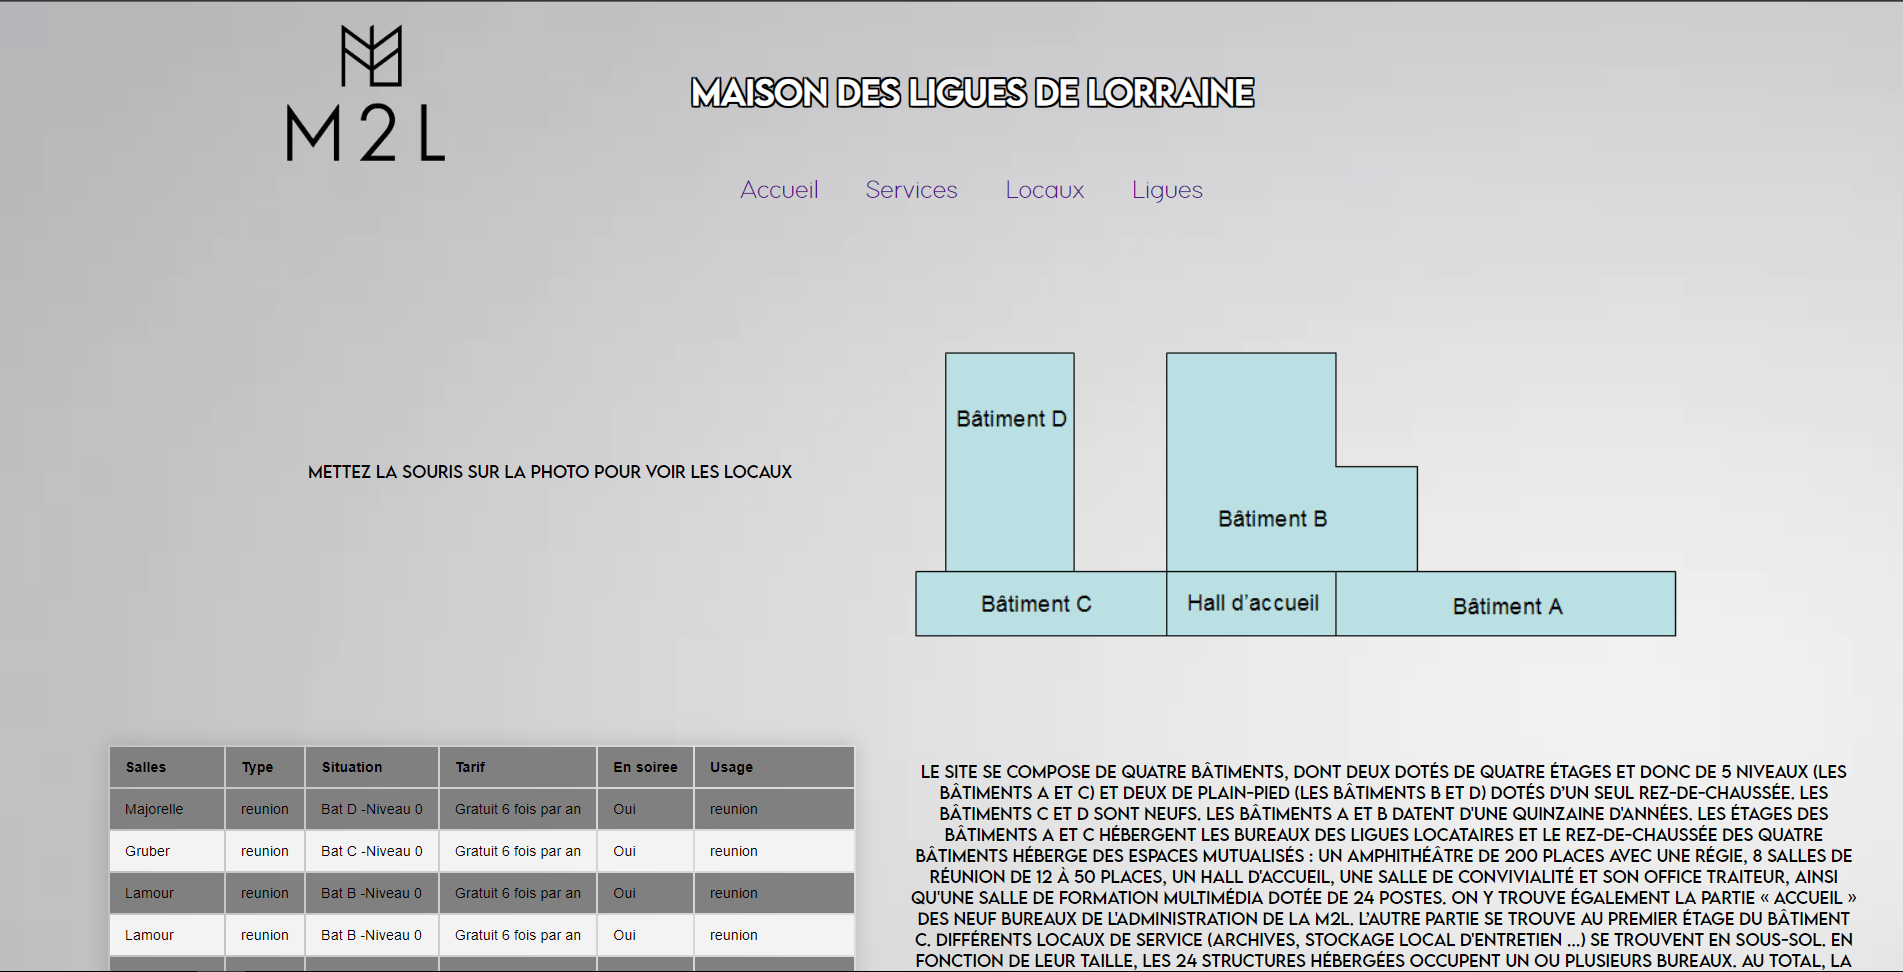 M2L
MAISON DES LIGUES DE LORRAINE
Accueil Services Locaux Ligues
METTEZ LA SOURIS SUR LA PHOTO POUR VOIR LES LOCAUX
Bâtiment D
Bâtiment B
Bâtiment C Hall d'accueil Bâtiment A
Salles Type Situation Tarif En soiree Usage
Majorelle reunion Bat D -Niveau 0 Gratuit 6 fois par an Oui reunion
Gruber reunion Bat C -Niveau 0 Gratuit 6 fois par an Oui reunion
Lamour reunion Bat B -Niveau 0 Gratuit 6 fois par an Oui reunion
Lamour reunion Bat B -Niveau 0 Gratuit 6 fois par an Oui reunion
LE SITE SE COMPOSE DE QUATRE BÂTIMENTS, DONT DEUX DOTÉS DE QUATRE ÉTAGES ET DONC DE 5 NIVEAUX (LES
BÂTIMENTS A ET C) ET DEUX DE PLAIN-PIED (LES BÂTIMENTS B ET D) DOTÉS D'UN SEUL REZ-DE-CHAUSSÉE. LES
BÂTIMENTS C ET D SONT NEUFS. LES BÂTIMENTS A ET B DATENT D'UNE QUINZAINE D'ANNÉES. LES ÉTAGES DES
BÂTIMENTS A ET C HÉBERGENT LES BUREAUX DES LIGUES LOCATAIRES ET LE REZ-DE-CHAUSSÉE DES QUATRE
BÂTIMENTS HÉBERGE DES ESPACES MUTUALISÉS : UN AMPHITHÉÂTRE DE 200 PLACES AVEC UNE RÉGIE, 8 SALLES DE
RÉUNION DE 12 À 50 PLACES, UN HALL D'ACCUEIL, UNE SALLE DE CONVIVIALITÉ ET SON OFFICE TRAITEUR, AINSI
QU'UNE SALLE DE FORMATION MULTIMÉDIA DOTÉE DE 24 POSTES. ON Y TROUVE ÉGALEMENT LA PARTIE « ACCUEIL »
DES NEUF BUREAUX DE L'ADMINISTRATION DE LA M2L. L'AUTRE PARTIE SE TROUVE AU PREMIER ÉTAGE DU BÂTIMENT
C. DIFFÉRENTS LOCAUX DE SERVICE (ARCHIVES, STOCKAGE LOCAL D'ENTRETIEN ...) SE TROUVENT EN SOUS-SOL. EN
FONCTION DE LEUR TAILLE, LES 24 STRUCTURES HÉBERGÉES OCCUPENT UN OU PLUSIEURS BUREAUX. AU TOTAL, LA